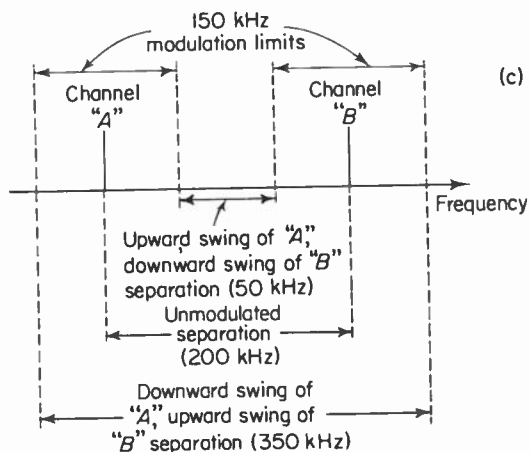 150 kHz
modulation limits
(c)
Channel
"A"
Channel
"B"
Frequency
Upward swing of "A,"
downward swing of "B"
separation (50 kHz)
Unmodulated
separation
(200 kHz)
Downward swing of
"A," upward swing of
"B" separation (350 kHz)